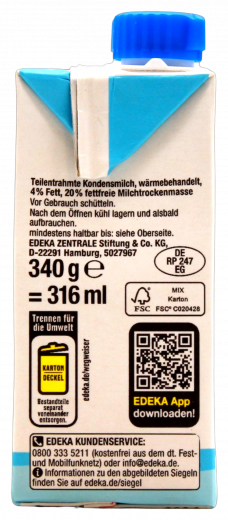 Teilentrahmte Kondensmilch, wärmebehandelt,
4% Fett, 20% fettfreie Milchtrockenmasse
Vor Gebrauch schütteln.
Nach dem Öffnen kühl lagern und alsbald
aufbrauchen.
mindestens haltbar bis: siehe Oberseite.
EDEKA ZENTRALE Stiftung & Co. KG,
D-22291 Hamburg, 5027967
340 g e
= 316 ml
DE
RP 247
EG
Trennen für
die Umwelt
KARTON
DECKEL
Bestandteile
separat
voneinander
entsorgen.
edeka.de/wegweiser
FSC
MIX
Karton
FSC® C020428
EDEKA App
downloaden!
EDEKA KUNDENSERVICE:
0800 333 5211 (kostenfrei aus dem dt. Fest-
und Mobilfunknetz) oder info@edeka.de.
Informationen zu den abgebildeten Siegeln
finden Sie auf edeka.de/siegel